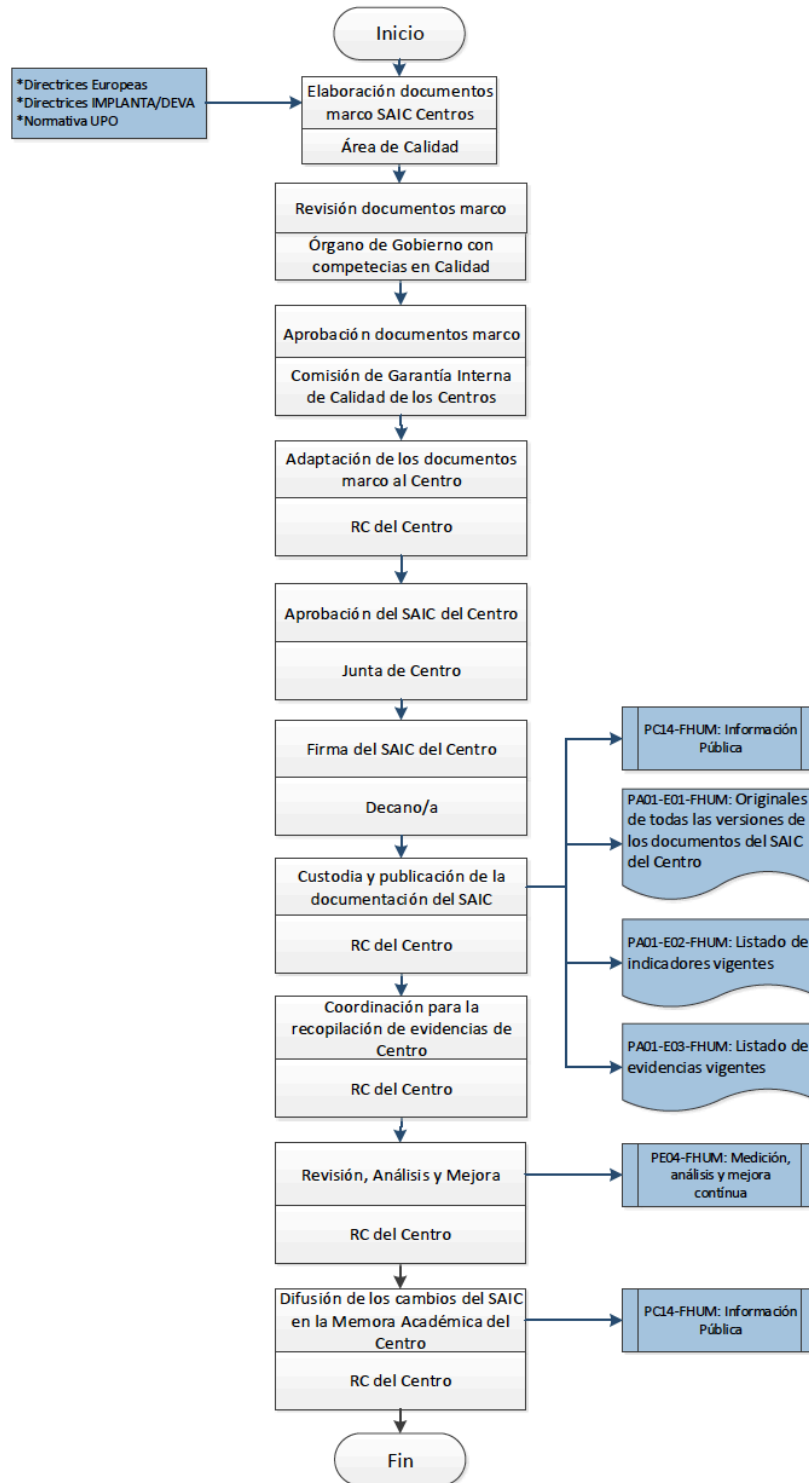 Inicio
*Directrices Europeas
*Directrices IMPLANTA/DEVA
*Normativa UPO
Elaboración documentos
marco SAIC Centros
Área de Calidad
Revisión documentos marco
Órgano de Gobierno con
competecias en Calidad
Aprobación documentos marco
Comisión de Garantía Interna
de Calidad de los Centros
Adaptación de los documentos
marco al Centro
RC del Centro
Aprobación del SAIC del Centro
Junta de Centro
Firma del SAIC del Centro
Decano/a
Custodia y publicación de la
documentación del SAIC
RC del Centro
PC14-FHUM: Información
Pública
PA01-E01-FHUM: Originales
de todas las versiones de
los documentos del SAIC
del Centro
PA01-E02-FHUM: Listado de
indicadores vigentes
PA01-E03-FHUM: Listado de
evidencias vigentes
Coordinación para la
recopilación de evidencias de
Centro
RC del Centro
Revisión, Análisis y Mejora
RC del Centro
PE04-FHUM: Medición,
análisis y mejora
contínua
Difusión de los cambios del SAIC
en la Memora Académica del
Centro
RC del Centro
PC14-FHUM: Información
Pública
Fin